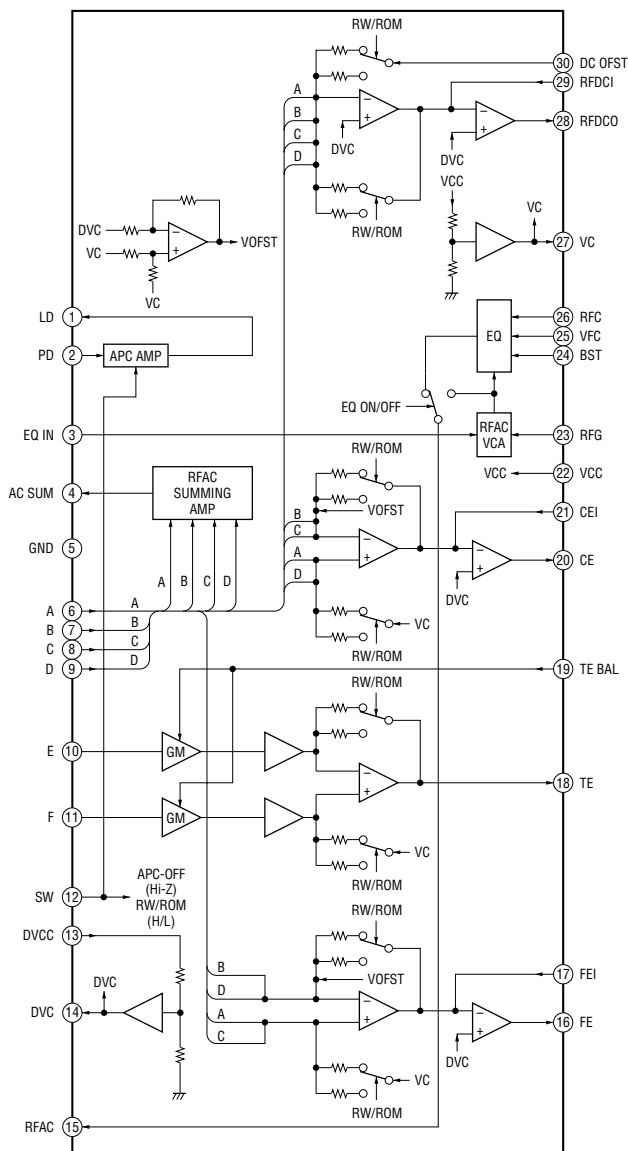 RW/ROM
30 DC OFST
29 RFDCI
A
B
C
D
DVC
28 RFDCO
DVC
VCC
RW/ROM
VC
DVC
VC
VOFST
VC
27 VC
LD 1
PD 2
APC AMP
26 RFC
25 VFC
24 BST
EQ
EQ ON/OFF
EQ IN 3
RFAC
VCA
23 RFG
VCC
22 VCC
AC SUM 4
RFAC
SUMMING
AMP
RW/ROM
VOFST
21 CEI
B
C
A
D
20 CE
DVC
GND 5
A B C D
A 6 A
B 7 B
C 8 C
D 9 D
VC
RW/ROM
19 TE BAL
RW/ROM
E 10
GM
18 TE
F 11
GM
VC
RW/ROM
SW 12
APC-OFF
(Hi-Z)
RW/ROM
(H/L)
DVCC 13
RW/ROM
VOFST
17 FEI
B
D
A
C
DVC
DVC 14
16 FE
DVC
VC
RW/ROM
RFAC 15